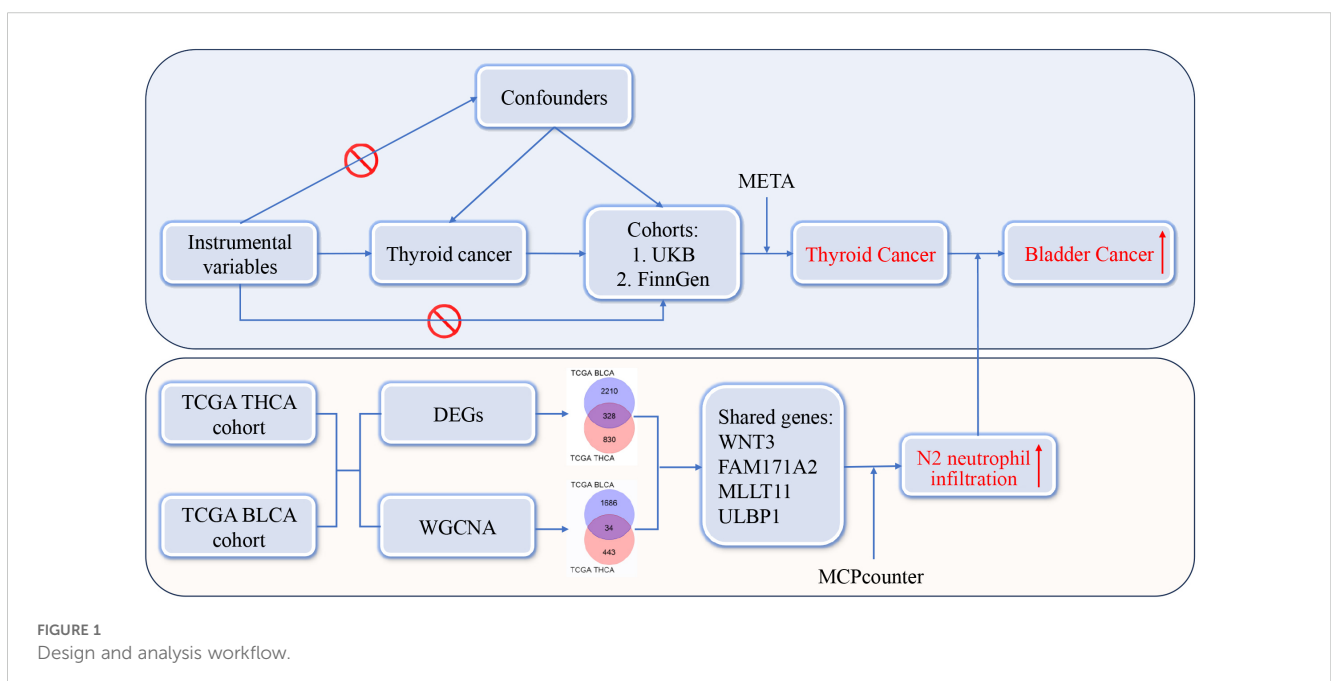 Confounders
META
Instrumental
variables
Thyroid cancer
Cohorts:
1. UKB
2. FinnGen
Thyroid Cancer
Bladder Cancer
TCGA THCA
cohort
TCGA BLCA
cohort
DEGs
WGCNA
TCGA BLCA
2210
328
830
TCGA THCA
TCGA BLCA
1686
34
443
TCGA THCA
Shared genes:
WNT3
FAM171A2
MLLT11
ULBP1
N2 neutrophil
infiltration
MCPcounter
FIGURE 1
Design and analysis workflow.